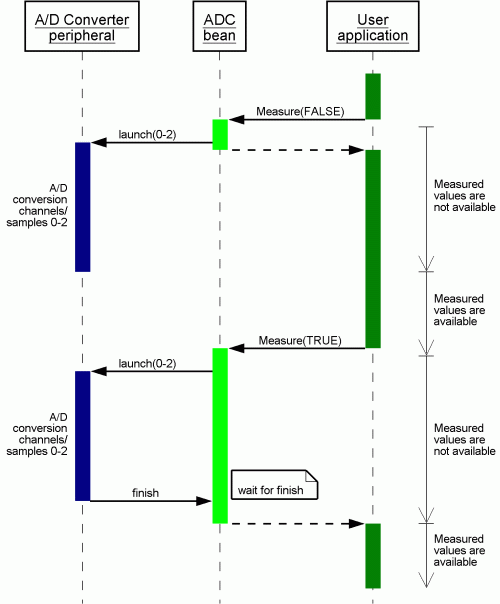 A/D Converter
peripheral
ADC
bean
User
application
Measure(FALSE)
launch(0-2)
A/D
conversion
channels/
samples 0-2
Measured
values are
not available
Measured
values are
available
Measure(TRUE)
launch(0-2)
A/D
conversion
channels/
samples 0-2
Measured
values are
not available
wait for finish
finish
Measured
values are
available